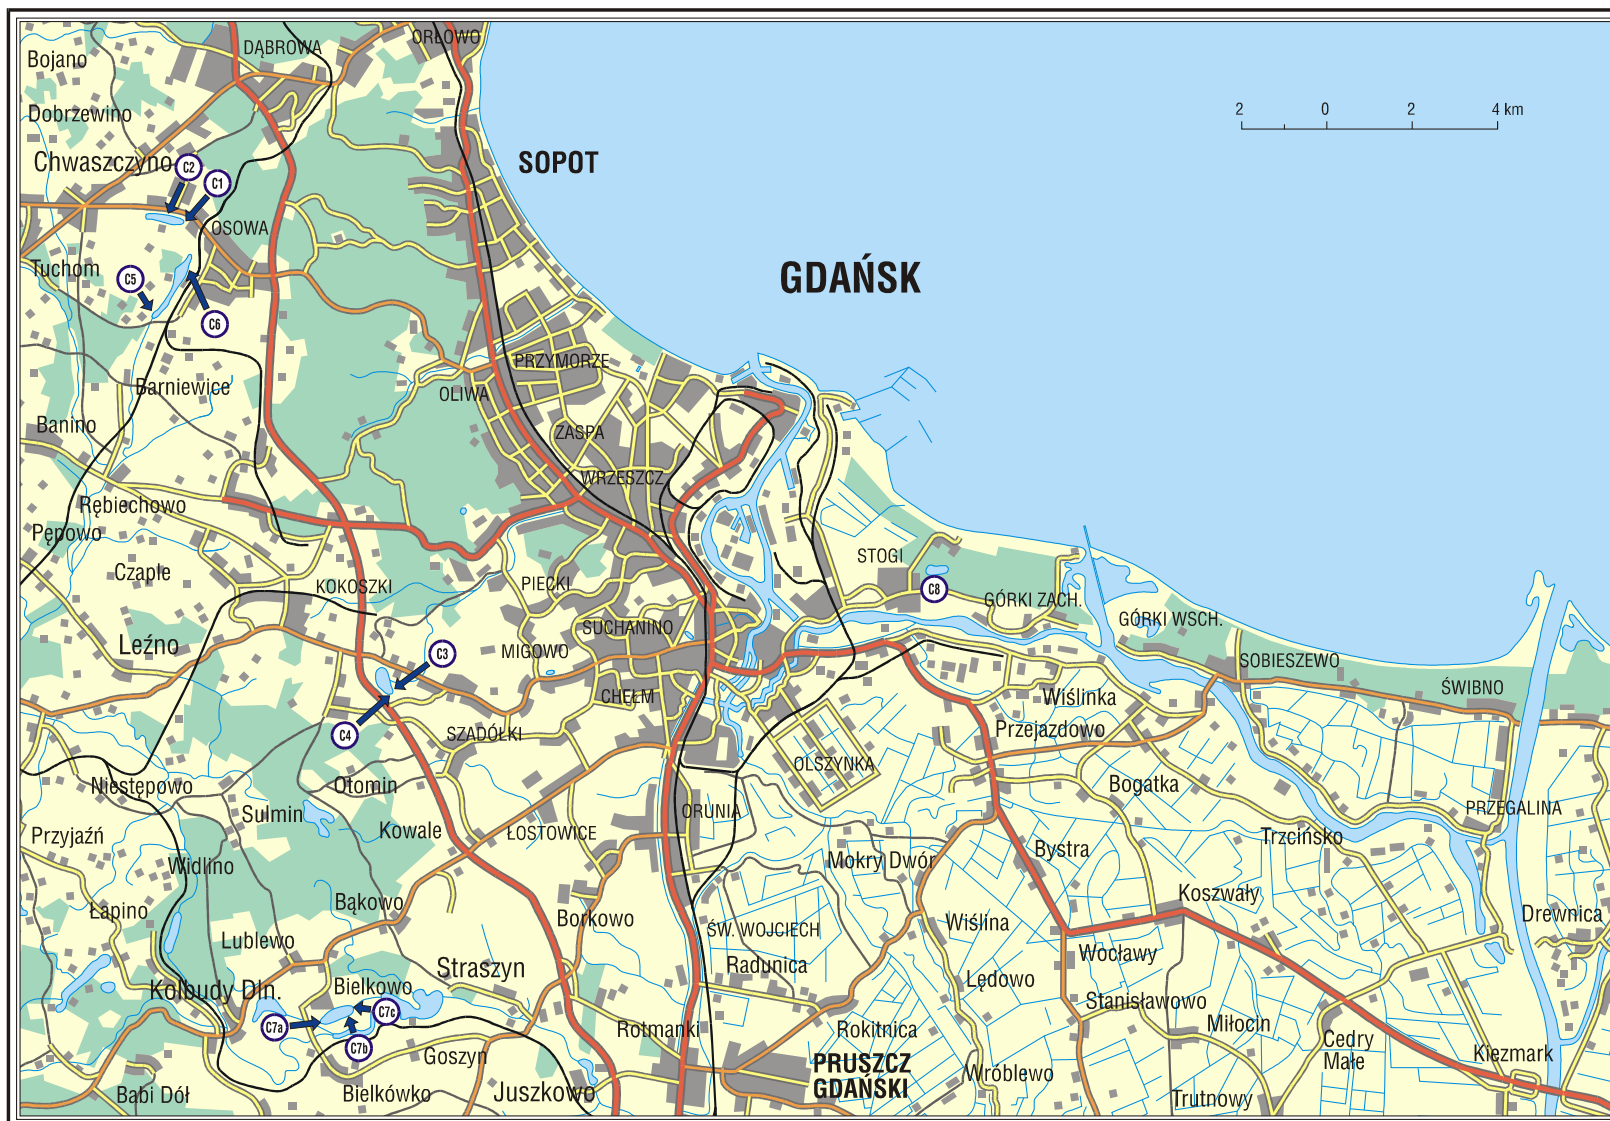 DĄBROWA
ORŁOWO
Bojano
Dobrzewino
2 0 2 4 km
Chwaszczyno
C2
C1
SOPOT
OSOWA
Tuchom
C5
C6
GDAŃSK
Barniewice
PRZYMORZE
OLIWA
Banino
ZASPA
WRZESZCZ
Rębiechowo
Pępowo
Czaple
KOKOSZKI
PIECKI
STOGI
C8
GÓRKI ZACH.
GÓRKI WSCH.
Leźno
SUCHANINO
MIGOWO
C3
SOBIESZEWO
ŚWIBNO
CHEŁM
Wiślinka
Przejazdowo
C4
SZADÓŁKI
OLSZYNKA
Niestępowo
Otomin
Bogatka
Sulmin
ORUNIA
PRZEGALINA
Przyjaźń
Kowale
ŁOSTOWICE
Trzcińsko
Widlino
Mokry Dwór
Bystra
Łapino
Bąkowo
Borkowo
Koszwały
Drewnica
Lublewo
ŚW. WOJCIECH
Wiślina
Wocławy
Straszyn
Radunica
Lędowo
Kolbudy Dln.
Bielkowo
Stanisławowo
C7a
C7c
C7b
Rotmanki
Rokitnica
Miłocin
Cedry
Małe
Goszyn
Kiezmark
PRUSZCZ
GDAŃSKI
Wróblewo
Babi Dół
Bielkówko
Juszkowo
Trutnowy